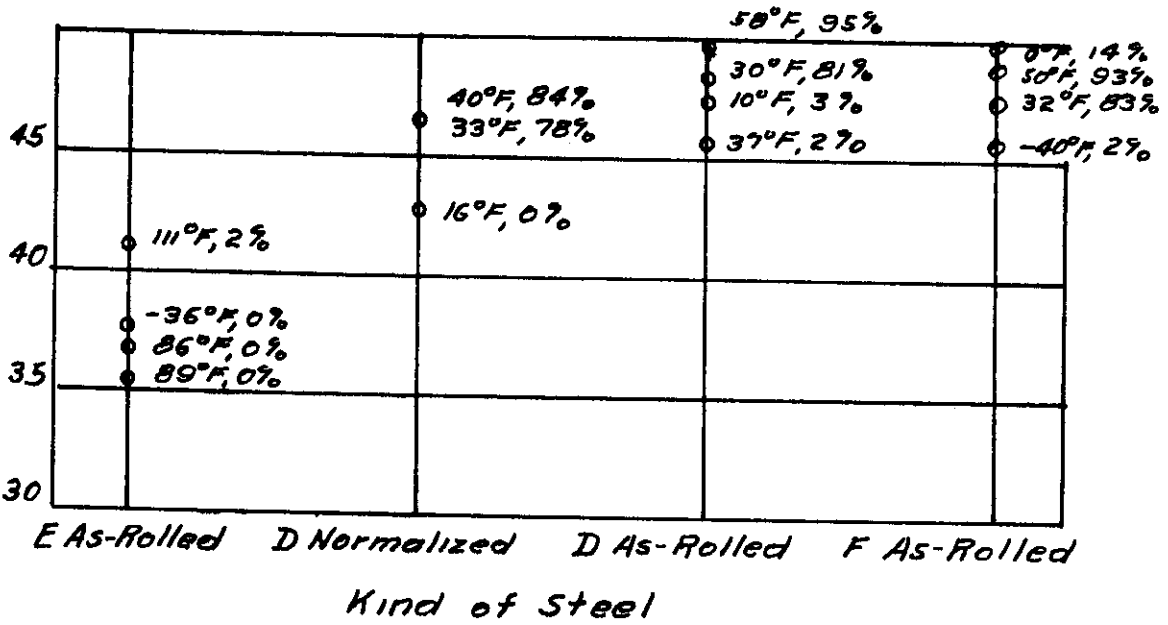 58°F, 95%
0°F, 14%
30°F, 81%
50°F, 93%
40°F, 84%
10°F, 3%
32°F, 83%
33°F, 78%
45
37°F, 2%
-40°F, 2%
16°F, 0%
111°F, 2%
40
-36°F, 0%
86°F, 0%
35
89°F, 0%
30
E As-Rolled D Normalized D As-Rolled F As-Rolled
Kind of Steel